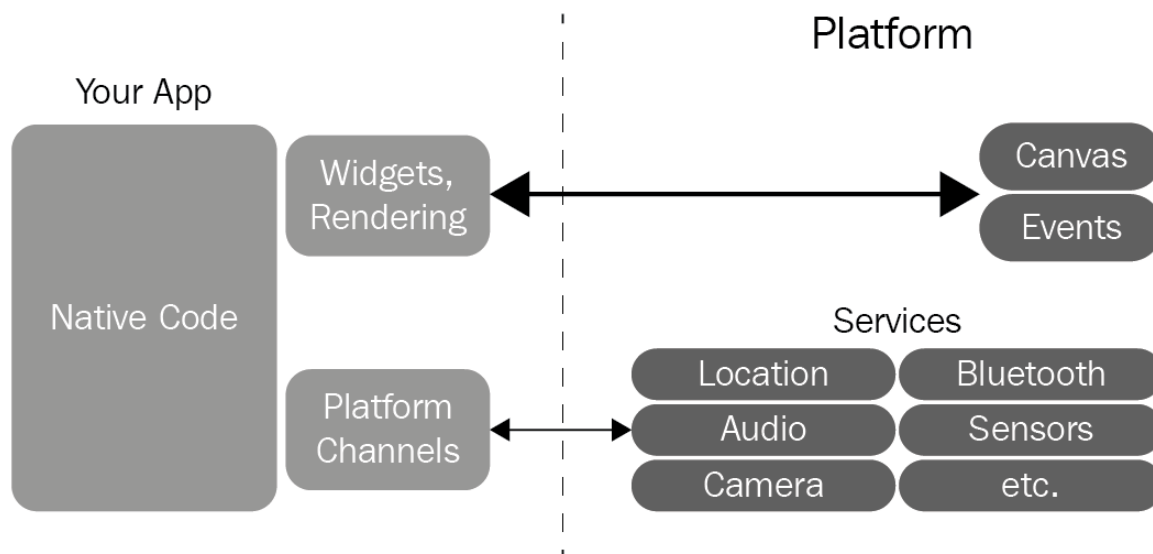 Platform
Your App
Widgets,
Rendering
Native Code
Platform
Channels
Canvas
Events
Services
Location
Bluetooth
Audio
Sensors
Camera
etc.